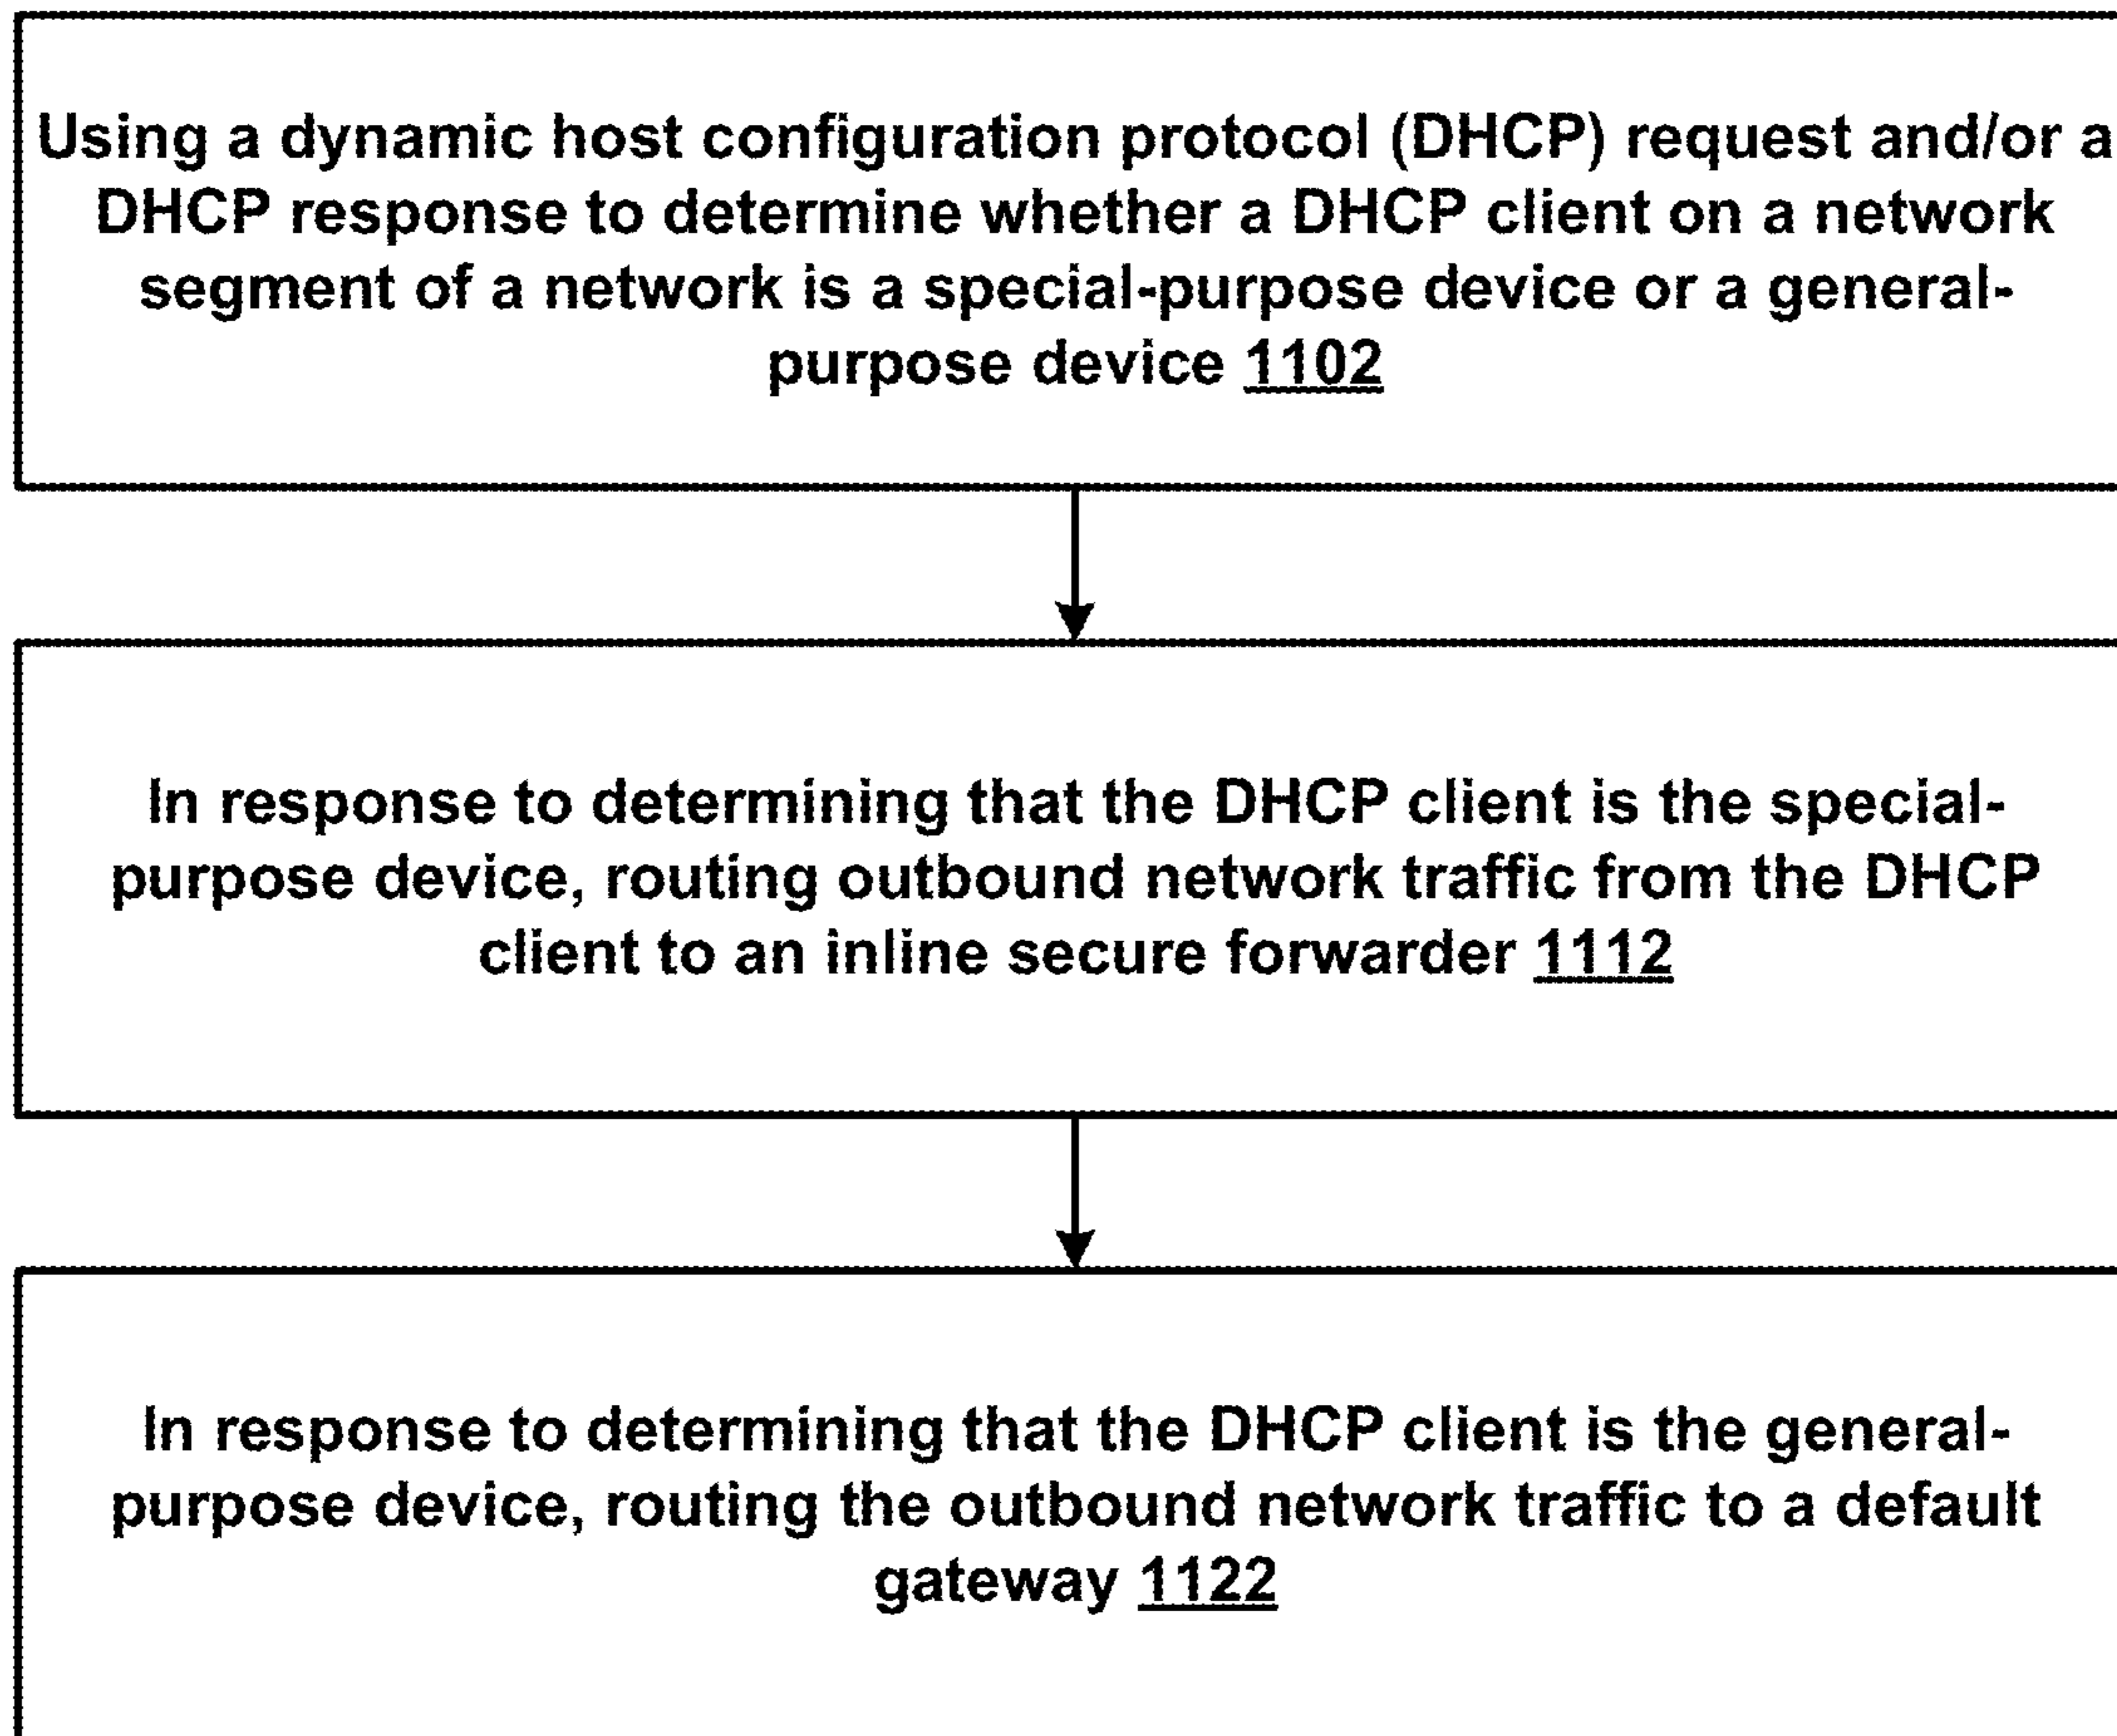 Using a dynamic host configuration protocol (DHCP) request and/or a
DHCP response to determine whether a DHCP client on a network
segment of a network is a special-purpose device or a general-
purpose device 1102
In response to determining that the DHCP client is the special-
purpose device, routing outbound network traffic from the DHCP
client to an inline secure forwarder 1112
In response to determining that the DHCP client is the general-
purpose device, routing the outbound network traffic to a default
gateway 1122